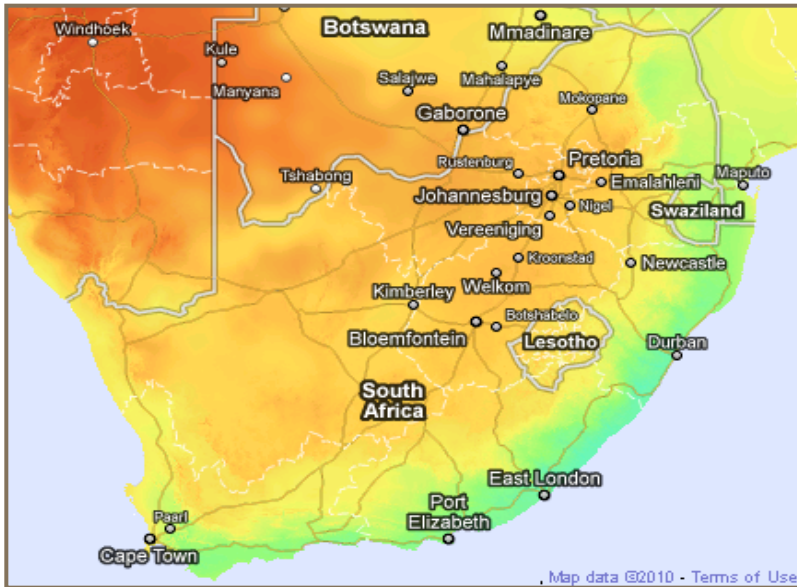 Windhoek
Botswana
Mmadinare
Kule
Manyana
Salajwe
Mahalapye
Mokopane
Gaborone
Rustenburg
Pretoria
Tshabong
Emalahleni
Maputo
Johannesburg
Nigel
Swaziland
Vereeniging
Kroonstad
Newcastle
Kimberley
Welkom
Bloemfontein
Botshabelo
Lesotho
Durban
South
Africa
East London
Port
Elizabeth
Paarl
Cape Town
Map data ©2010 - Terms of Use